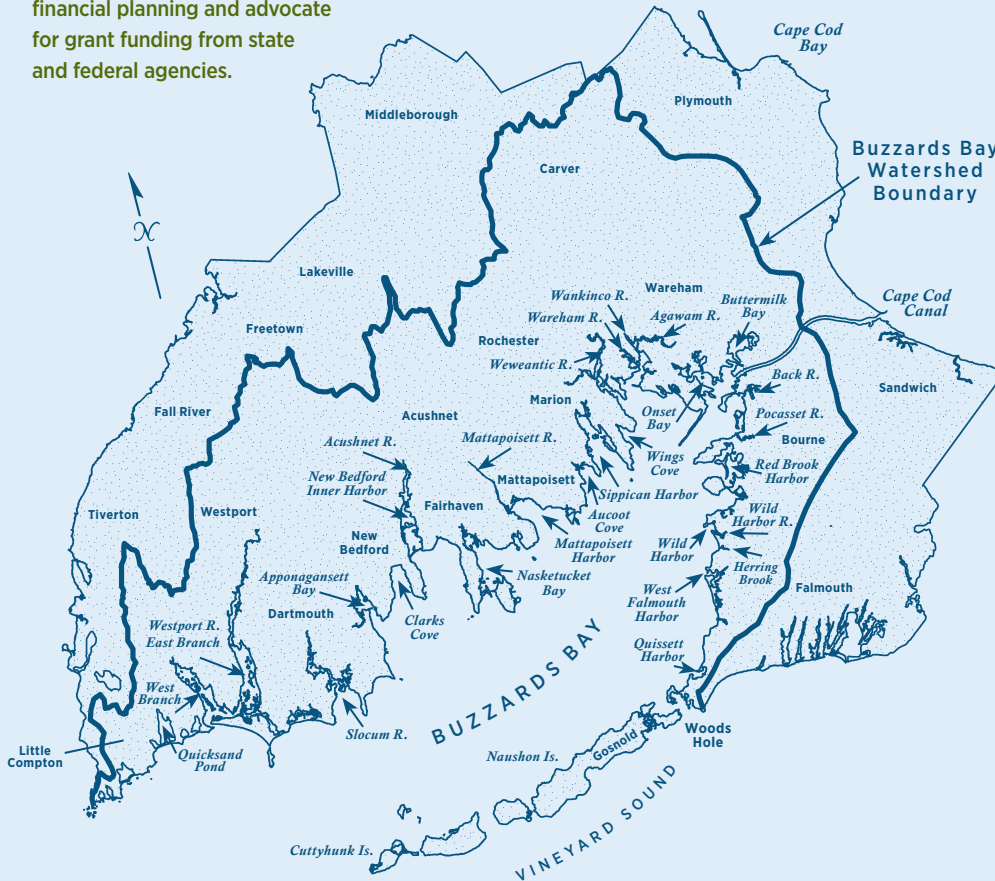 financial planning and advocate
for grant funding from state
and federal agencies.
Cape Cod
Bay
Plymouth
Middleborough
Buzzards Bay
Watershed
Boundary
Carver
N
Lakeville
Wareham
Wankinco R.
Buttermilk
Bay
Cape Cod
Canal
Wareham R.
Agawam R.
Freetown
Rochester
Weweantic R.
Back R.
Sandwich
Marion
Fall River
Acushnet
Onset
Bay
Pocasset R.
Acushnet R.
Mattapoisett R.
Bourne
Wings
Cove
Red Brook
Harbor
New Bedford
Inner Harbor
Mattapoisett
Sippican Harbor
Fairhaven
Tiverton
Westport
Aucoot
Cove
Wild
Harbor R.
New
Bedford
Mattapoisett
Harbor
Wild
Harbor
Herring
Brook
Nasketucket
Bay
Apponagansett
Bay
West
Falmouth
Harbor
Falmouth
Dartmouth
Clarks
Cove
Westport R.
East Branch
Quissett
Harbor
BUZZARDS BAY
West
Branch
Slocum R.
Woods
Hole
Little
Compton
Quicksand
Pond
Gosnold
Naushon Is.
VINEYARD SOUND
Cuttyhunk Is.